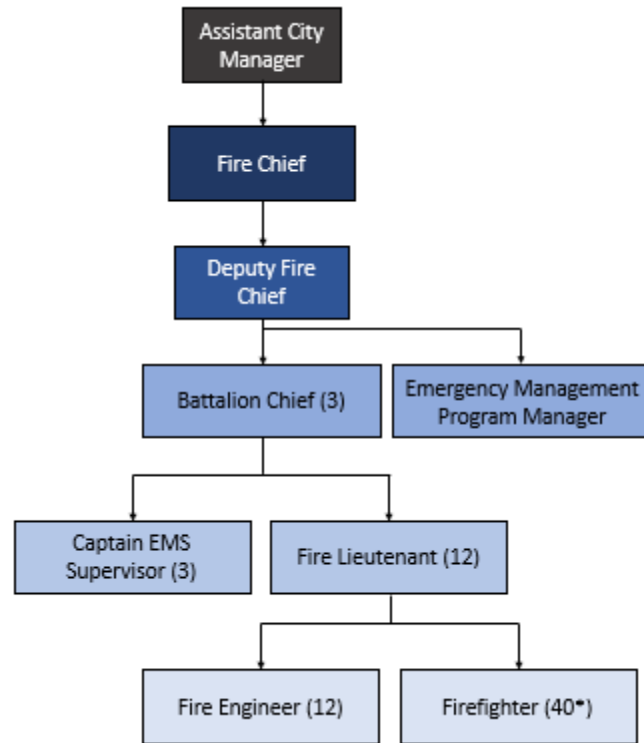 Assistant City
Manager
Fire Chief
Deputy Fire
Chief
Battalion Chief (3)
Emergency Management
Program Manager
Captain EMS
Supervisor (3)
Fire Lieutenant (12)
Fire Engineer (12)
Firefighter (40*)